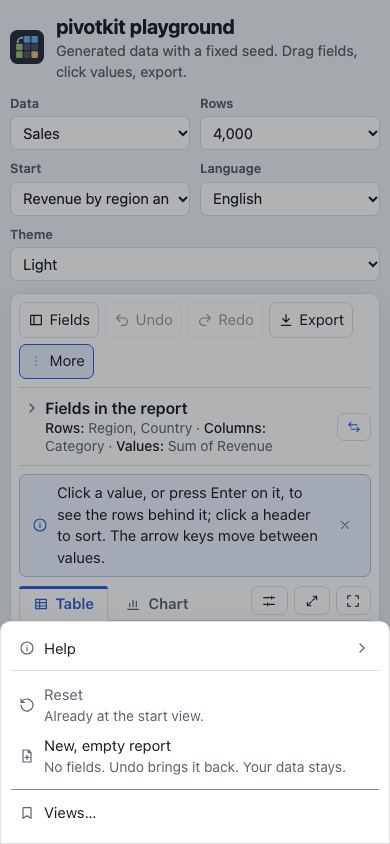 pivotkit playground
Generated data with a fixed seed. Drag fields,
click values, export.
Data
Rows
Sales
4,000
Start
Language
Revenue by region an
English
Theme
Light
Fields
Undo
Redo
Export
More
Fields in the report
Rows: Region, Country · Columns:
Category · Values: Sum of Revenue
Click a value, or press Enter on it, to
see the rows behind it; click a header
to sort. The arrow keys move between
values.
Table
Chart
Help
Reset
Already at the start view.
New, empty report
No fields. Undo brings it back. Your data stays.
Views...